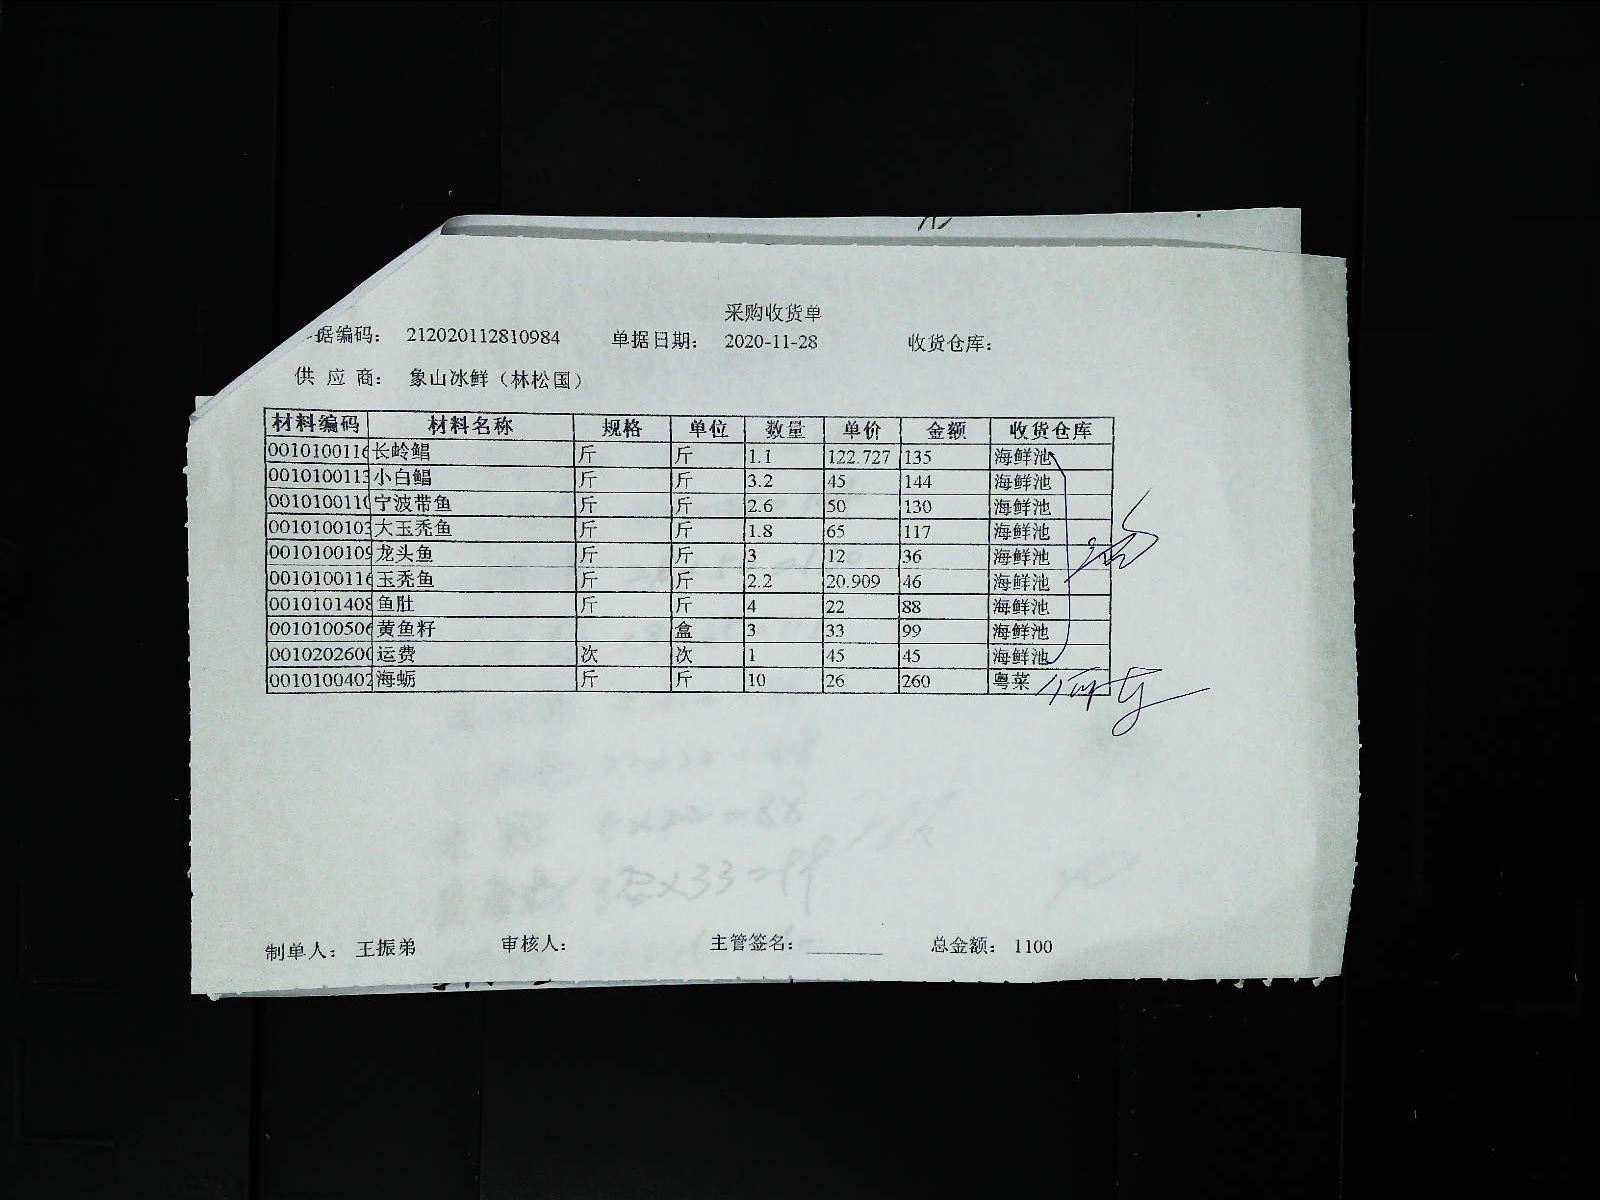 采购收货单
据编码： 212020112810984 单据日期： 2020-11-28 收货仓库：
供 应 商： 象山冰鲜（林松国）
材料编码 材料名称 规格 单位 数量 单价 金额 收货仓库
0010100116 长岭鲳 斤 斤 1.1 122.727 135 海鲜池
0010100113 小白鲳 斤 斤 3.2 45 144 海鲜池
0010100110 宁波带鱼 斤 斤 2.6 50 130 海鲜池
0010100103 大玉秃鱼 斤 斤 1.8 65 117 海鲜池
0010100109 龙头鱼 斤 斤 3 12 36 海鲜池
0010100116 玉秃鱼 斤 斤 2.2 20.909 46 海鲜池
0010101408 鱼肚 斤 斤 4 22 88 海鲜池
0010100506 黄鱼籽 盒 3 33 99 海鲜池
0010202600 运费 次 次 1 45 45 海鲜池
0010100402 海蛎 斤 斤 10 26 260 粤菜
制单人： 王振弟 审核人： 主管签名： 总金额： 1100